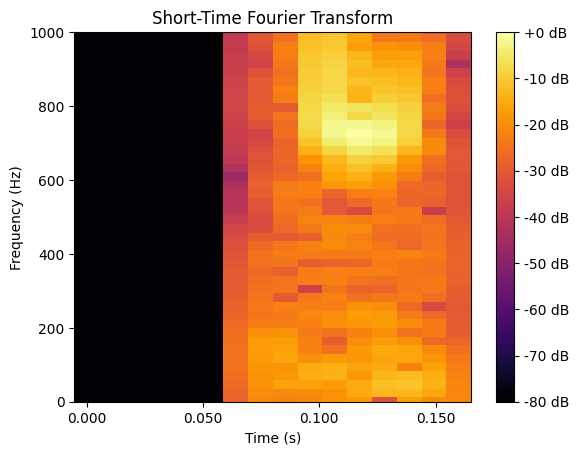 Short-Time Fourier Transform
1000
800
600
400
200
0
Frequency (Hz)
0.000
0.050
0.100
0.150
Time (s)
+0 dB
-10 dB
-20 dB
-30 dB
-40 dB
-50 dB
-60 dB
-70 dB
-80 dB